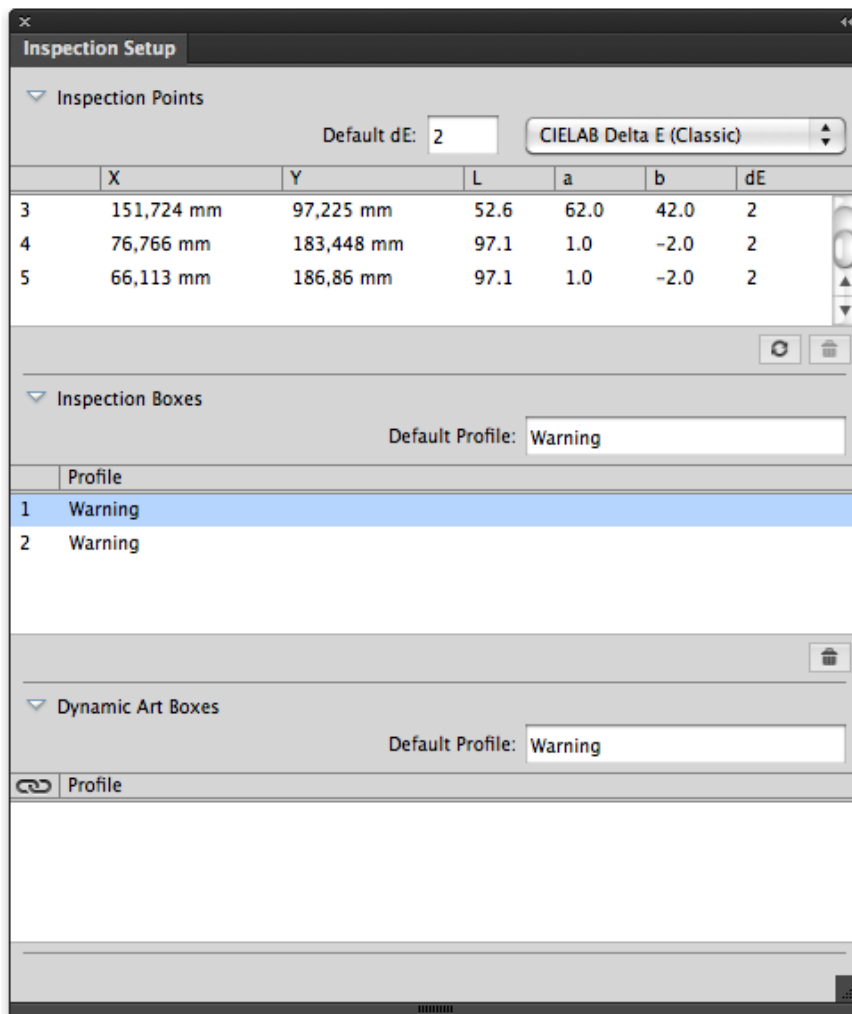 Inspection Setup
Inspection Points
Default dE: 2 CIELAB Delta E (Classic)
X Y L a b dE
3 151,724 mm 97,225 mm 52.6 62.0 42.0 2
4 76,766 mm 183,448 mm 97.1 1.0 -2.0 2
5 66,113 mm 186,86 mm 97.1 1.0 -2.0 2
Inspection Boxes
Default Profile: Warning
Profile
1 Warning
2 Warning
Dynamic Art Boxes
Default Profile: Warning
Profile